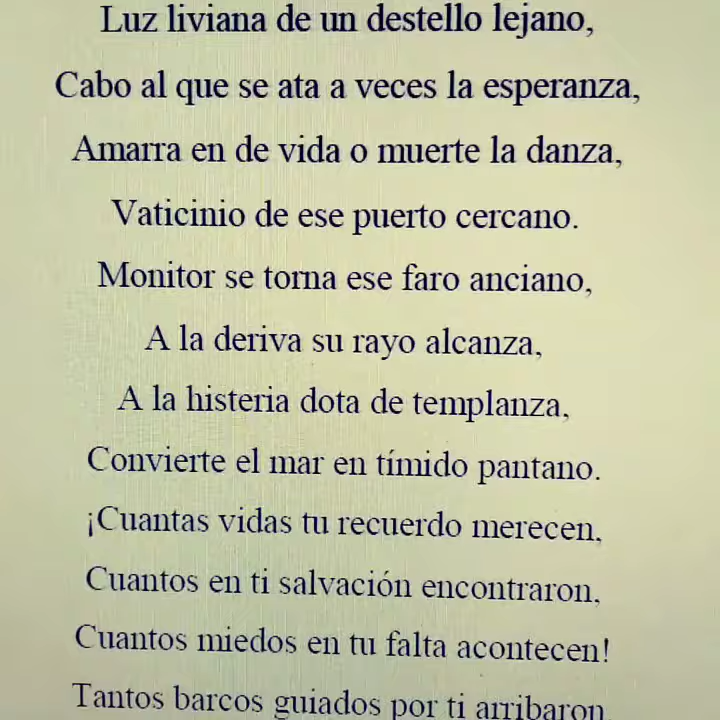 Luz liviana de un destello lejano,
Cabo al que se ata a veces la esperanza,
Amarra en de vida o muerte la danza,
Vaticinio de ese puerto cercano.
Monitor se torna ese faro anciano,
A la deriva su rayo alcanza,
A la histeria dota de templanza,
Convierte el mar en tímido pantano.
¡Cuantas vidas tu recuerdo merecen,
Cuantos en ti salvación encontraron,
Cuantos miedos en tu falta acontecen!
Tantos barcos guiados por ti arribaron